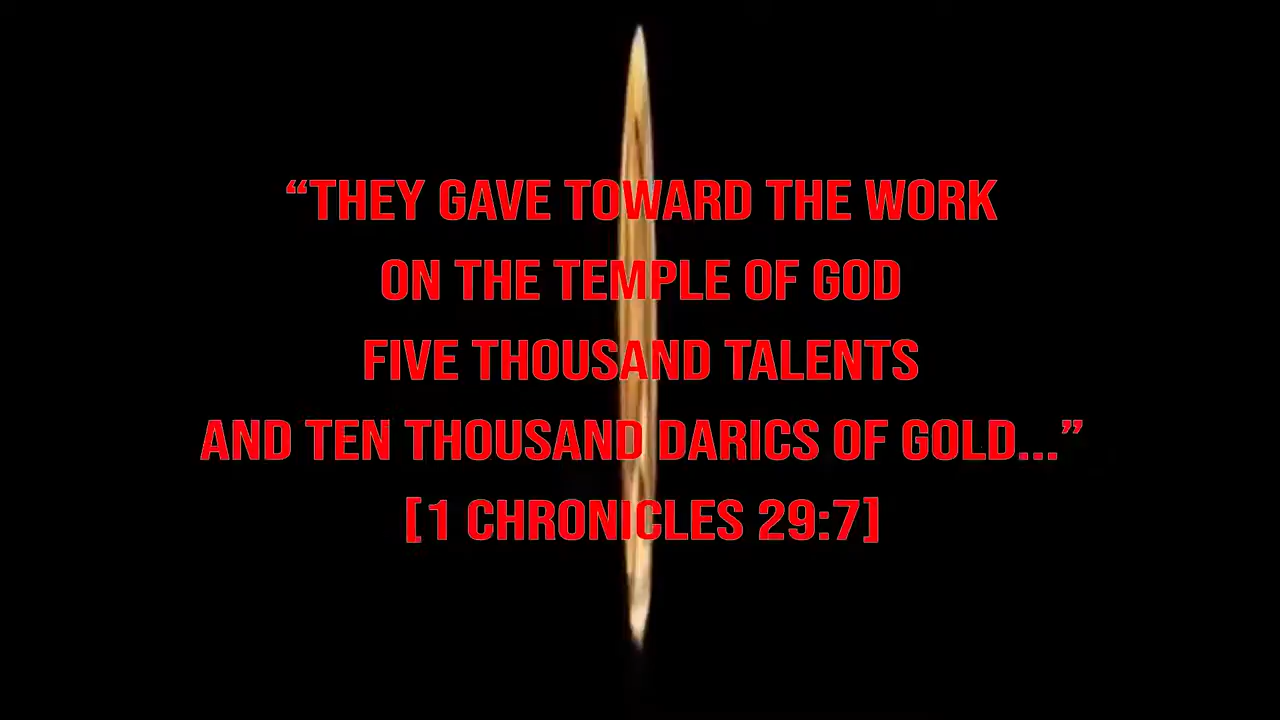 “THEY GAVE TOWARD THE WORK
ON THE TEMPLE OF GOD
FIVE THOUSAND TALENTS
AND TEN THOUSAND DARICS OF GOLD...”
[1 CHRONICLES 29:7]